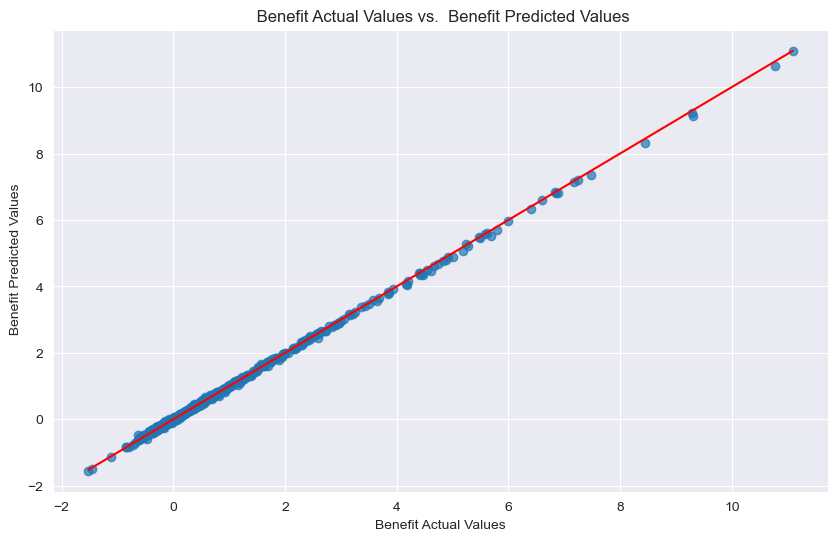 Benefit Actual Values vs.  Benefit Predicted Values
Benefit Predicted Values
10
8
6
4
2
0
−2
−2 0 2 4 6 8 10
Benefit Actual Values